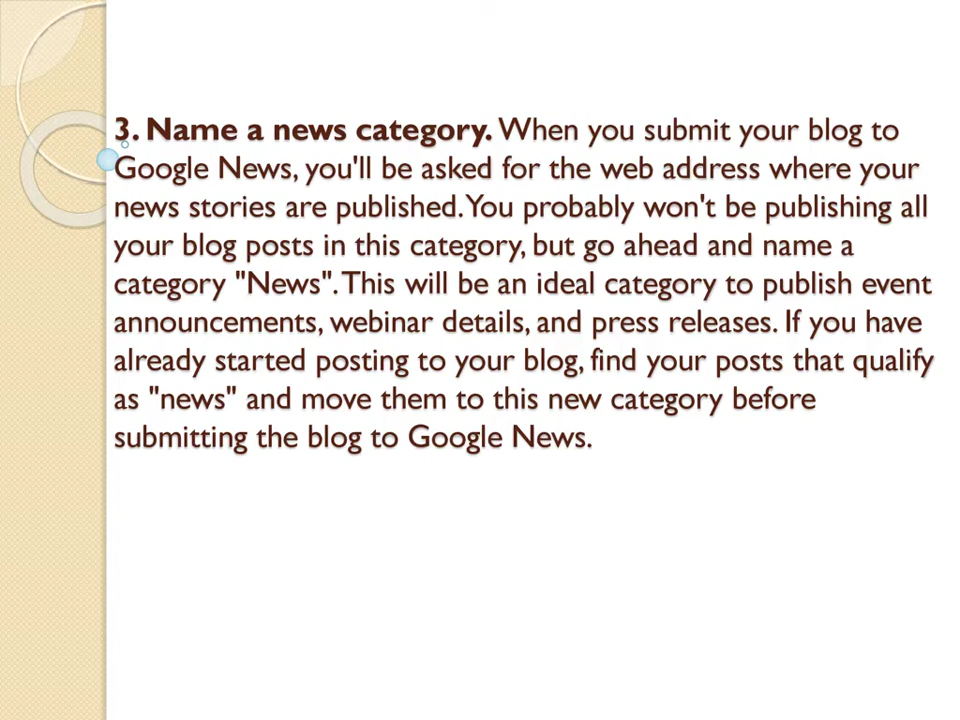 3. Name a news category. When you submit your blog to
Google News, you'll be asked for the web address where your
news stories are published. You probably won't be publishing all
your blog posts in this category, but go ahead and name a
category "News". This will be an ideal category to publish event
announcements, webinar details, and press releases. If you have
already started posting to your blog, find your posts that qualify
as "news" and move them to this new category before
submitting the blog to Google News.